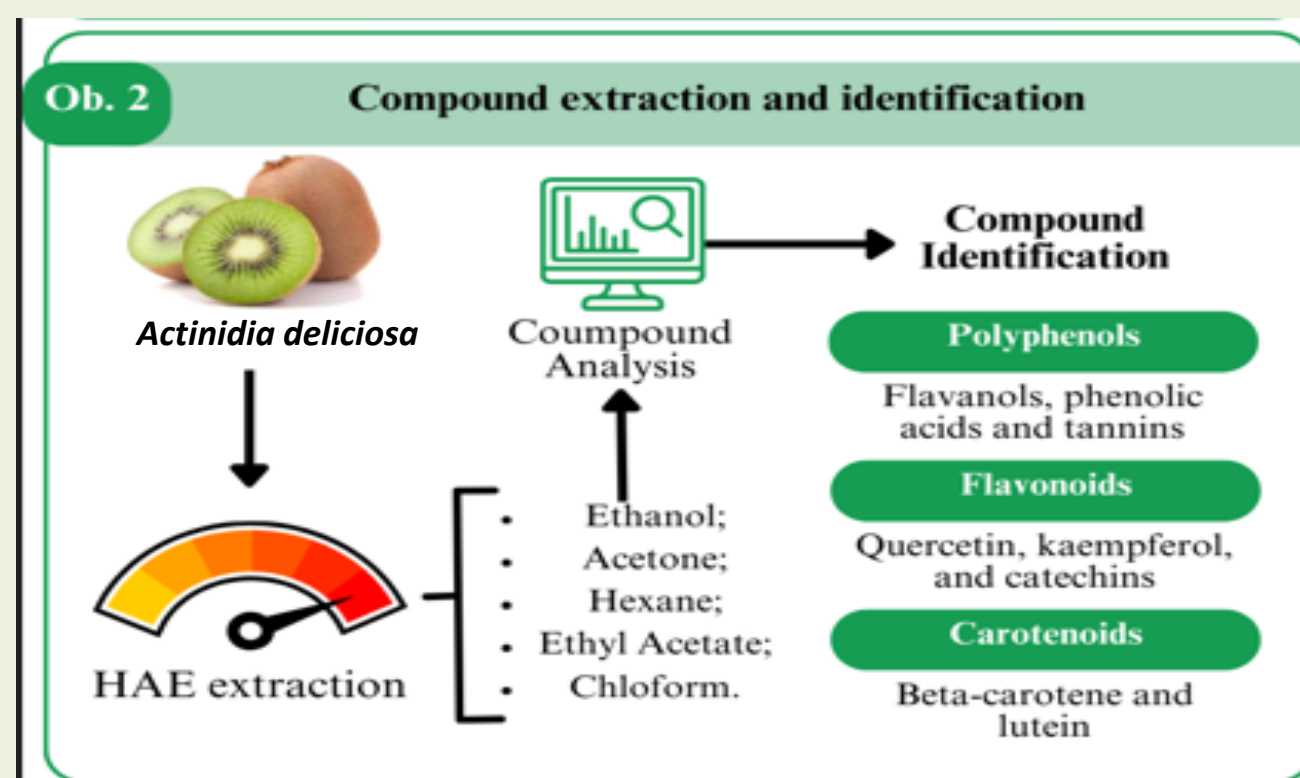 Ob. 2
Compound extraction and identification
Actinidia deliciosa
HAE extraction
• Ethanol;
• Acetone;
• Hexane;
• Ethyl Acetate;
• Chloform.
Coumpound
Analysis
Compound
Identification
Polyphenols
Flavanols, phenolic
acids and tannins
Flavonoids
Quercetin, kaempferol,
and catechins
Carotenoids
Beta-carotene and
lutein